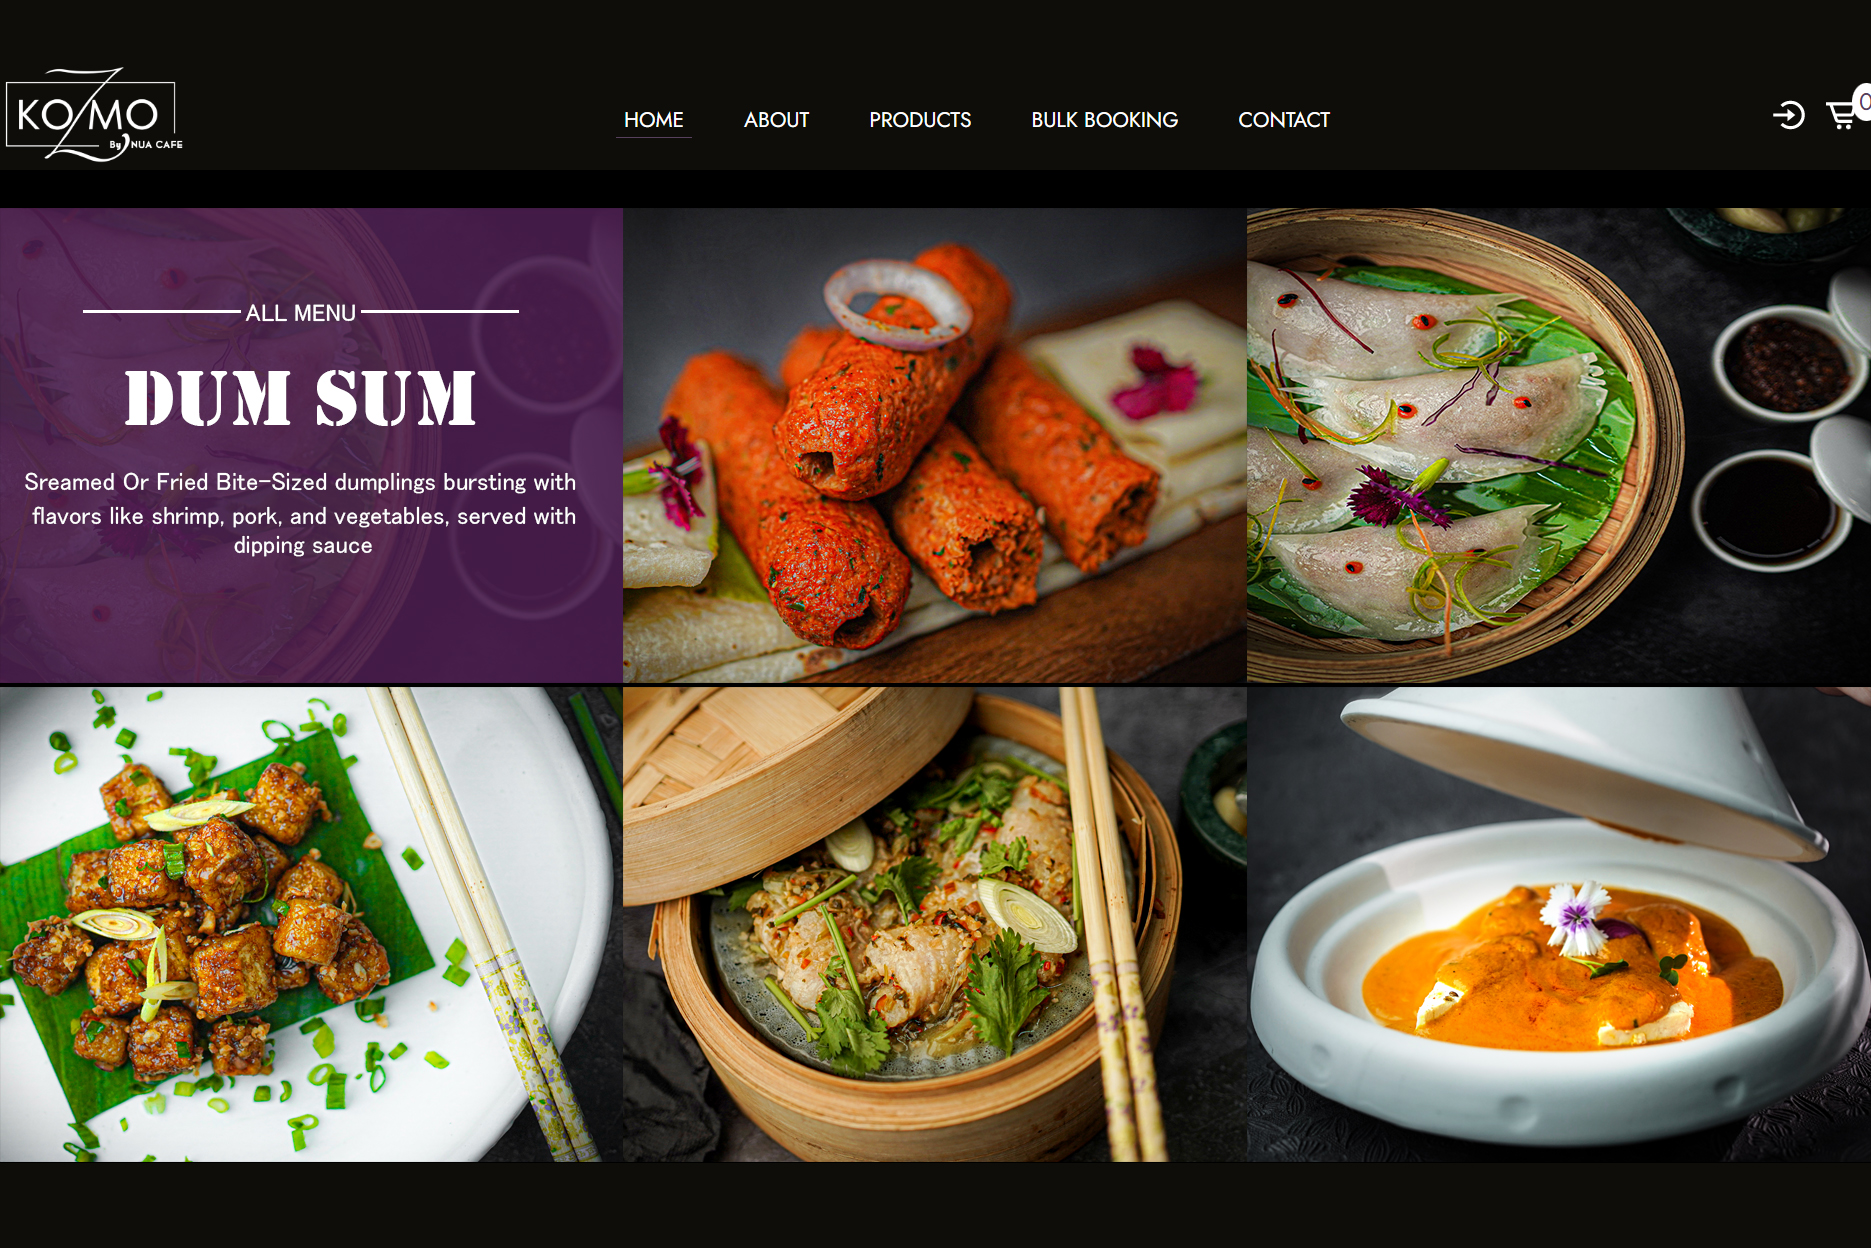 KOZMO
By NUA CAFE
HOME ABOUT PRODUCTS BULK BOOKING CONTACT
0
ALL MENU
DUM SUM
Sreamed Or Fried Bite-Sized dumplings bursting with
flavors like shrimp, pork, and vegetables, served with
dipping sauce